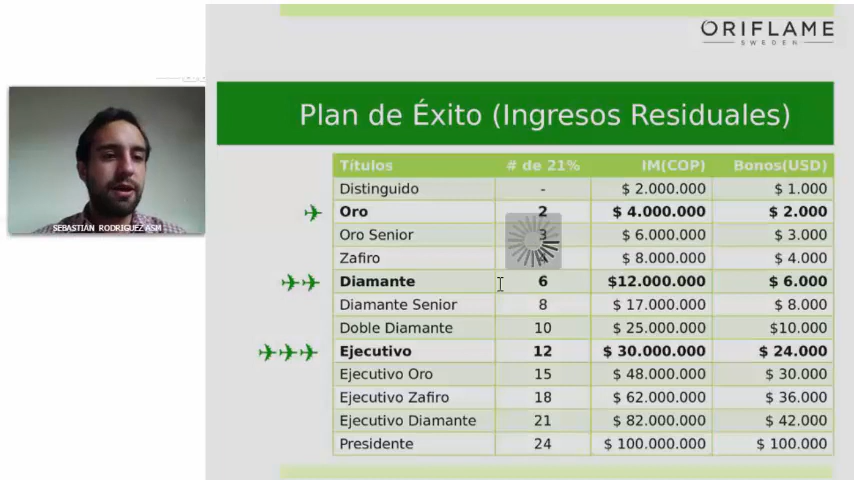 ORIFLAME
SWEDEN
Plan de Éxito (Ingresos Residuales)
SEBASTIÁN RODRIGUEZ ASM
Títulos # de 21% IM(COP) Bonos(USD)
Distinguido - $ 2.000.000 $ 1.000
Oro 2 $ 4.000.000 $ 2.000
Oro Senior 3 $ 6.000.000 $ 3.000
Zafiro $ 8.000.000 $ 4.000
Diamante 6 $12.000.000 $ 6.000
Diamante Senior 8 $ 17.000.000 $ 8.000
Doble Diamante 10 $ 25.000.000 $10.000
Ejecutivo 12 $ 30.000.000 $ 24.000
Ejecutivo Oro 15 $ 48.000.000 $ 30.000
Ejecutivo Zafiro 18 $ 62.000.000 $ 36.000
Ejecutivo Diamante 21 $ 82.000.000 $ 42.000
Presidente 24 $ 100.000.000 $ 100.000